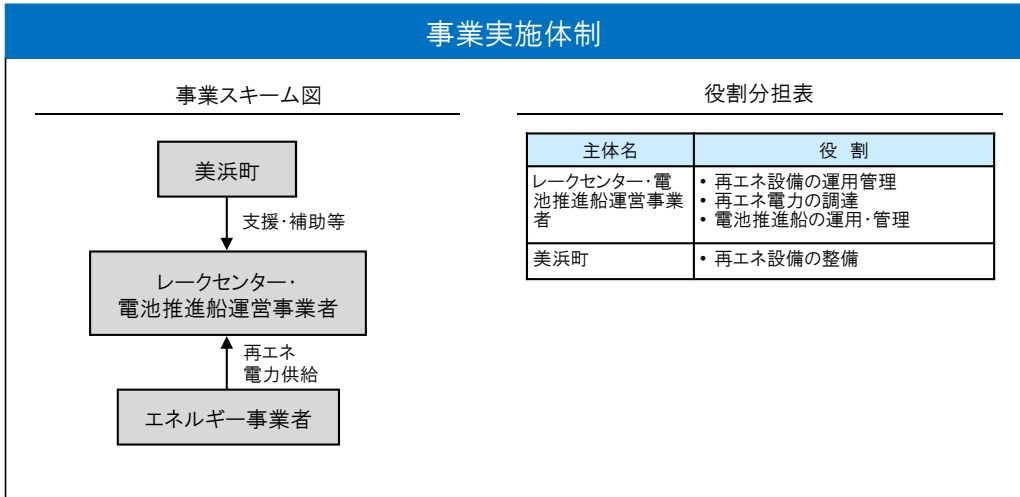 事業実施体制
事業スキーム図
美浜町
支援・補助等
レークセンター・
電池推進船運営事業者
再エネ
電力供給
エネルギー事業者
役割分担表
主体名
役 割
レークセンター・電
池推進船運営事業
者
• 再エネ設備の運用管理
• 再エネ電力の調達
• 電池推進船の運用・管理
美浜町
• 再エネ設備の整備